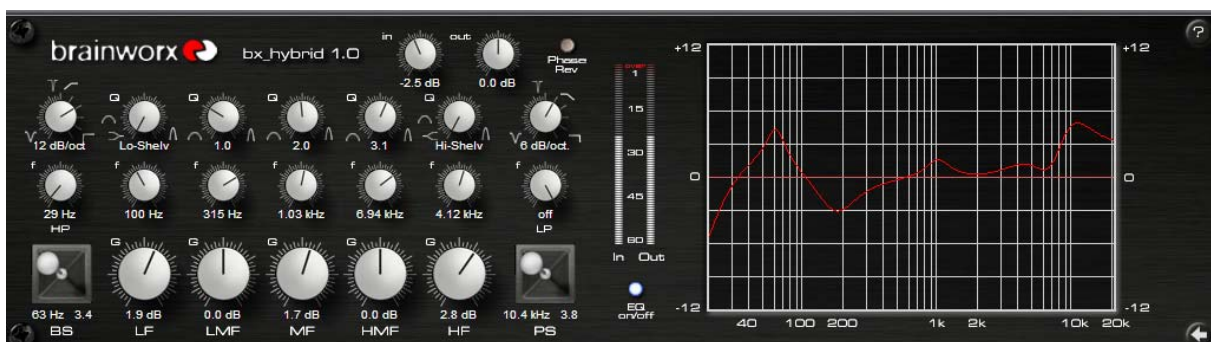 brainworx bx_hybrid 1.0
in out
-2.5 dB 0.0 dB
Phase
Rev
Q Q Q Q Q
12 dB/oct. Lo-Shelv 1.0 2.0 3.1 Hi-Shelv 6 dB/oct.
f f f f f f f
29 Hz 100 Hz 315 Hz 1.03 kHz 6.94 kHz 4.12 kHz off
HP LP
G G G G G
63 Hz 3.4 1.9 dB 0.0 dB 1.7 dB 0.0 dB 2.8 dB 10.4 kHz 3.8
BS LF LMF MF HMF HF PS
over
1
15
30
45
60
In Out
EQ
on/off
?
+12 +12
0 0
-12 -12
40 100 200 1k 2k 10k 20k